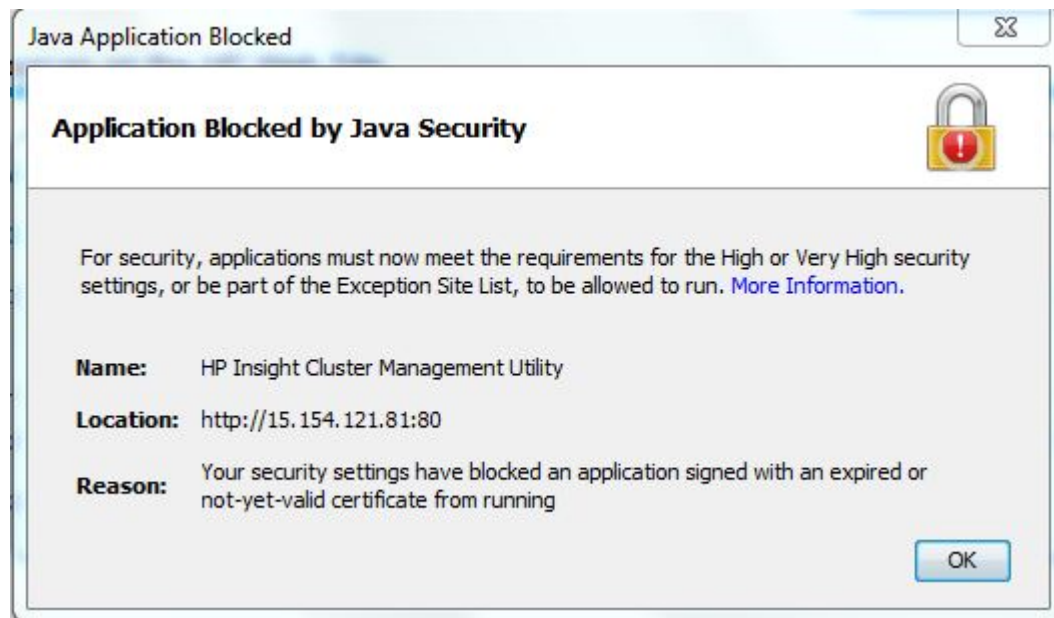 Java Application Blocked
Application Blocked by Java Security
For security, applications must now meet the requirements for the High or Very High security
settings, or be part of the Exception Site List, to be allowed to run. More Information.
Name: HP Insight Cluster Management Utility
Location: http://15.154.121.81:80
Reason: Your security settings have blocked an application signed with an expired or
not-yet-valid certificate from running
OK